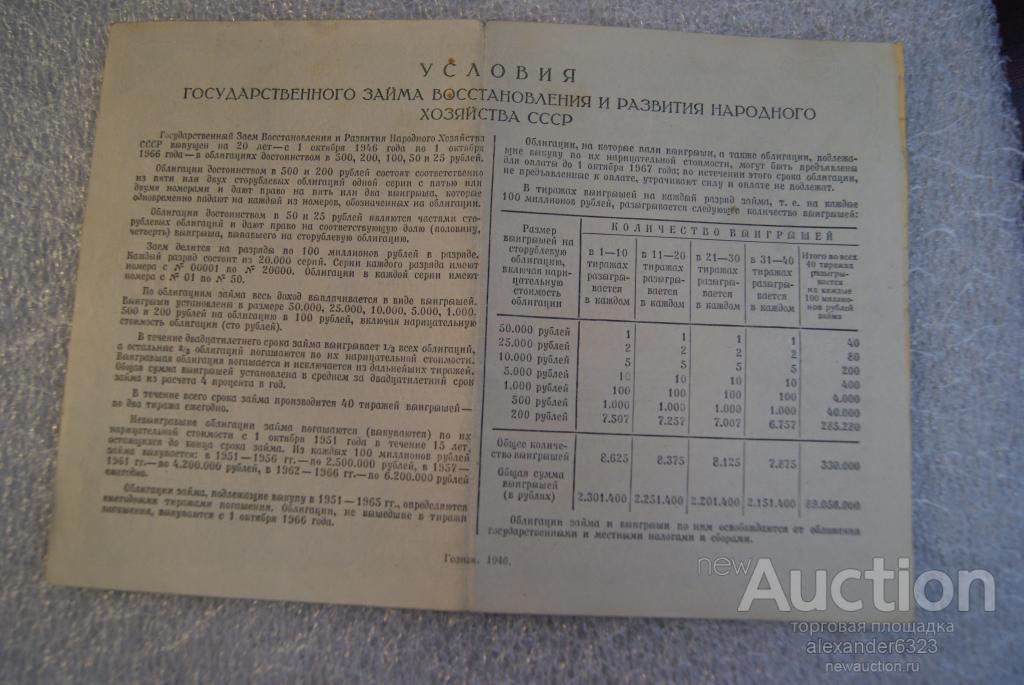 УСЛОВИЯ
ГОСУДАРСТВЕННОГО ЗАЙМА ВОССТАНОВЛЕНИЯ И РАЗВИТИЯ НАРОДНОГО
ХОЗЯЙСТВА СССР
Государственный Заем Восстановления и Развития Народного Хозяйства
СССР выпущен на 20 лет—с 1 октября 1946 года по 1 октября
1966 года—в облигациях достоинством в 500, 200, 100, 50 и 25 рублей.
Облигации достоинством в 500 и 200 рублей состоят соответственно
из пяти или двух сторублевых облигаций одной серии с пятью или
двумя номерами и дают право на пять или два выигрыша, которые
одновременно падают на каждый из номеров, обозначенных на облигации.
Облигации достоинством в 50 и 25 рублей являются частями сто-
рублевых облигаций и дают право на соответствующую долю (половину,
четверть) выигрыша, выпавшего на сторублевую облигацию.
Заем делится на разряды по 100 миллионов рублей в разряде.
Каждый разряд состоит из 20.000 серий. Серии каждого разряда имеют
номера с № 00001 по № 20000. Облигации в каждой серии имеют
номера с № 01 по № 50.
По облигациям займа весь доход выплачивается в виде выигрышей.
Выигрыши установлены в размере 50.000, 25.000, 10.000, 5.000, 1.000,
500 и 200 рублей на облигацию в 100 рублей, включая нарицательную
стоимость облигации (сто рублей).
В течение двадцатилетнего срока займа выигрывает 1/3 всех облигаций,
а остальные 2/3 облигаций погашаются по их нарицательной стоимости.
Выигравшая облигация погашается и исключается из дальнейших тиражей.
Общая сумма выигрышей установлена в среднем за двадцатилетний срок
займа из расчета 4 процента в год.
В течение всего срока займа производится 40 тиражей выигрышей—
по два тиража ежегодно.
Невыигравшие облигации займа погашаются (выкупаются) по их
нарицательной стоимости с 1 октября 1951 года в течение 15 лет,
остающихся до конца срока займа. Из каждых 100 миллионов рублей
займа выкупается: в 1951—1956 гг.—по 2.500.000 рублей, в 1957—
1961 гг.—по 4.200.000 рублей, в 1962—1966 гг.—по 6.200.000 рублей
ежегодно.
Облигации займа, подлежащие выкупу в 1951—1965 гг., определяются
ежегодными тиражами погашения. Облигации, не вышедшие в тиражи
погашения, выкупаются с 1 октября 1966 года.
Облигации, на которые пали выигрыши, а также облигации, подлежа-
щие выкупу по их нарицательной стоимости, могут быть предъявлены
для оплаты до 1 октября 1967 года; по истечении этого срока облигации,
не предъявленные к оплате, утрачивают силу и оплате не подлежат.
В тиражах выигрышей на каждый разряд займа, т. е. на каждые
100 миллионов рублей, разыгрывается следующее количество выигрышей:
Размер выигрышей на сторублевую облигацию, включая нарицательную стоимость облигации
КОЛИЧЕСТВО ВЫИГРЫШЕЙ
в 1—10 тиражах разыгрывается в каждом
в 11—20 тиражах разыгрывается в каждом
в 21—30 тиражах разыгрывается в каждом
в 31—40 тиражах разыгрывается в каждом
Итого во всех 40 тиражах разыгрывается из каждых 100 миллионов рублей займа
50.000 рублей 1 1 1 1 40
25.000 рублей 2 2 2 2 80
10.000 рублей 5 5 5 5 200
5.000 рублей 10 10 10 10 400
1.000 рублей 100 100 100 100 4.000
500 рублей 1.000 1.000 1.000 1.000 40.000
200 рублей 7.507 7.257 7.007 6.757 285.280
Общее количе-
ство выигрышей 8.625 8.375 8.125 7.875 330.000
Общая сумма
выигрышей
(в рублях) 2.301.400 2.251.400 2.201.400 2.151.400 89.056.000
Облигации займа и выигрыши по ним освобождаются от обложения
государственными и местными налогами и сборами.
Гознак. 1946.
newAuction
торговая площадка
alexander6323
newauction.ru